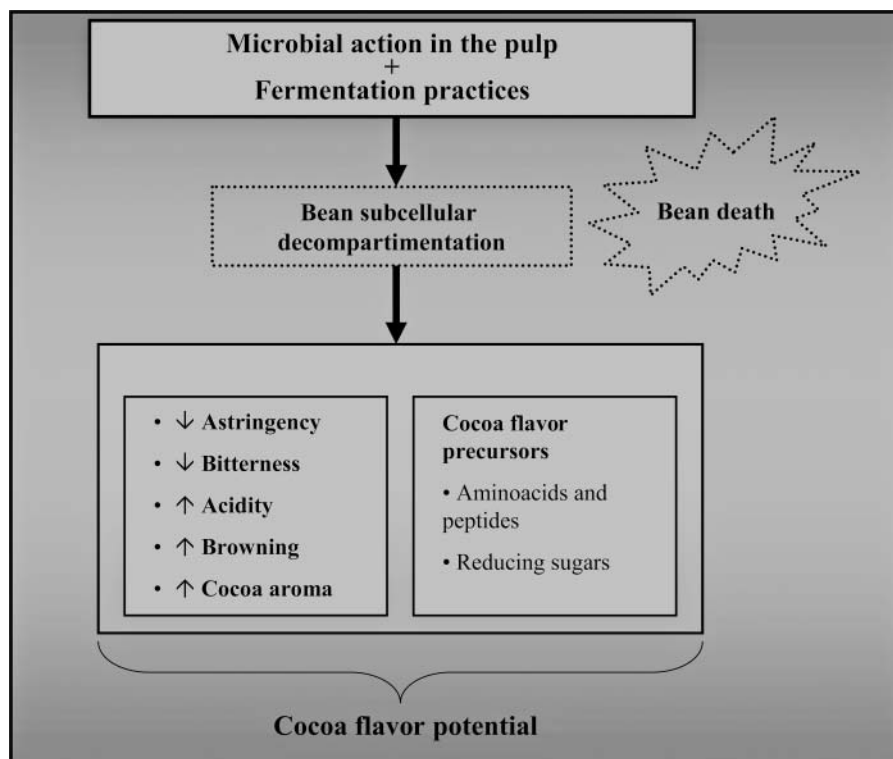 Microbial action in the pulp
+
Fermentation practices
Bean subcellular
decompartimentation
Bean death
• ↓ Astringency
• ↓ Bitterness
• ↑ Acidity
• ↑ Browning
• ↑ Cocoa aroma
Cocoa flavor
precursors
• Aminoacids and
peptides
• Reducing sugars
Cocoa flavor potential